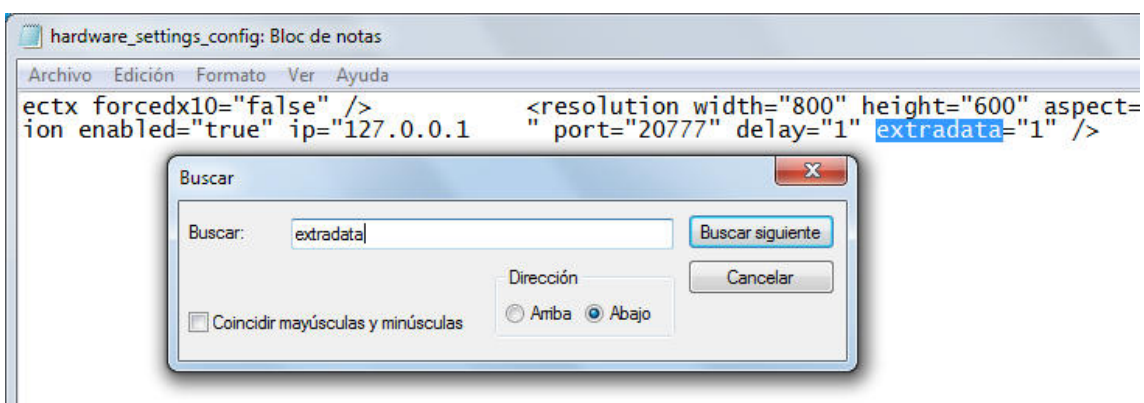 hardware_settings_config: Bloc de notas
Archivo Edición Formato Ver Ayuda
ectx forcedx10="false" /> <resolution width="800" height="600" aspect=
ion enabled="true" ip="127.0.0.1 " port="20777" delay="1" extradata="1" />
Buscar
Buscar: extradata Buscar siguiente
Dirección Cancelar
Coincidir mayúsculas y minúsculas Arriba Abajo